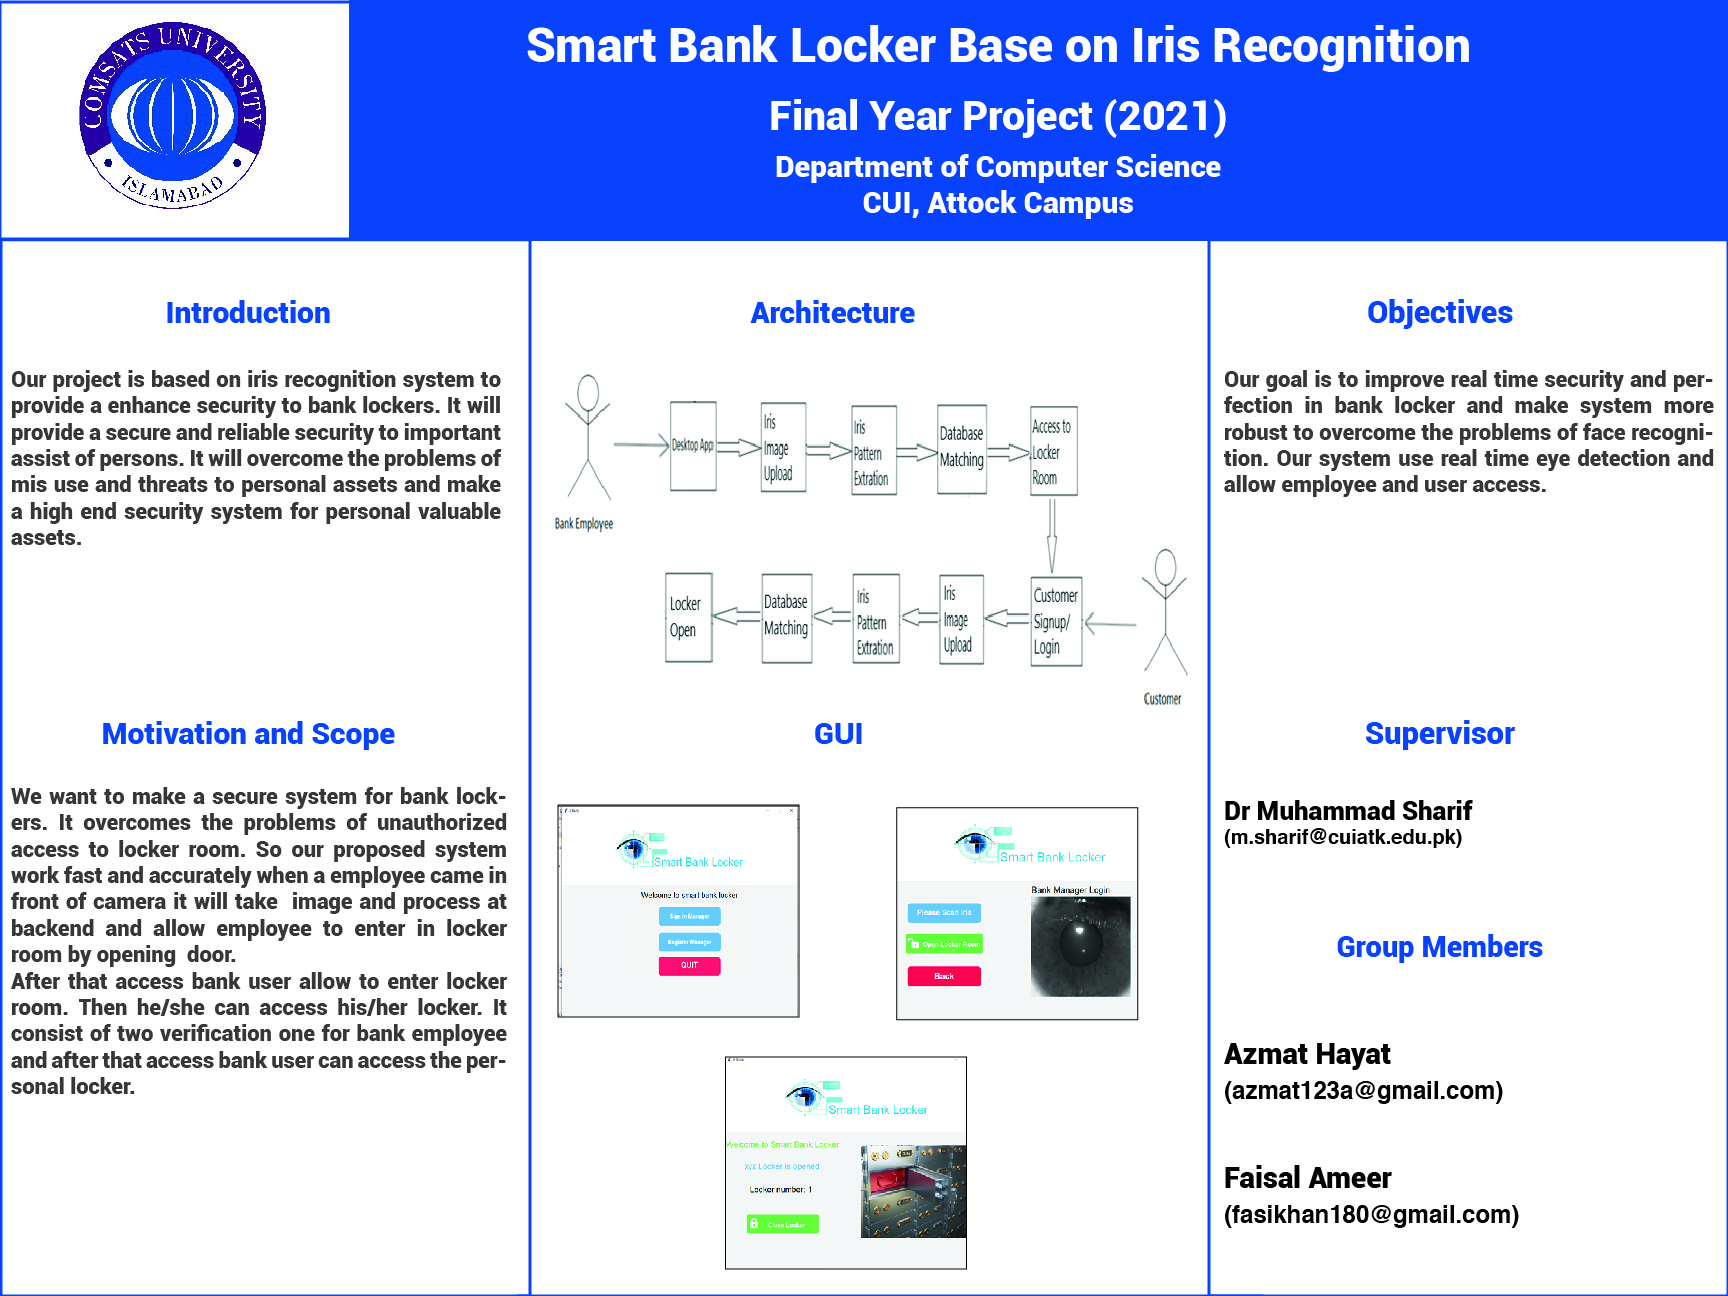 COMSATS UNIVERSITY
ISLAMABAD
Smart Bank Locker Base on Iris Recognition
Final Year Project (2021)
Department of Computer Science
CUI, Attock Campus
Introduction
Our project is based on iris recognition system to
provide a enhance security to bank lockers. It will
provide a secure and reliable security to important
assist of persons. It will overcome the problems of
mis use and threats to personal assets and make
a high end security system for personal valuable
assets.
Motivation and Scope
We want to make a secure system for bank lock-
ers. It overcomes the problems of unauthorized
access to locker room. So our proposed system
work fast and accurately when a employee came in
front of camera it will take image and process at
backend and allow employee to enter in locker
room by opening door.
After that access bank user allow to enter locker
room. Then he/she can access his/her locker. It
consist of two verification one for bank employee
and after that access bank user can access the per-
sonal locker.
Architecture
Bank Employee
Desktop App
Iris
Image
Upload
Iris
Pattern
Extration
Database
Matching
Access to
Locker
Room
Customer
Customer
Signup/
Login
Iris
Image
Upload
Iris
Pattern
Extration
Database
Matching
Locker
Open
GUI
Smart Bank Locker
Welcome to smart bank locker
Sign in Manager
Register Manager
QUIT
Smart Bank Locker
Bank Manager Login
Please Scan Iris
Open Locker Room
Back
Smart Bank Locker
Welcome to Smart Bank Locker
xyz Locker is opened
Locker number: 1
Close Locker
Objectives
Our goal is to improve real time security and per-
fection in bank locker and make system more
robust to overcome the problems of face recogni-
tion. Our system use real time eye detection and
allow employee and user access.
Supervisor
Dr Muhammad Sharif
(m.sharif@cuiatk.edu.pk)
Group Members
Azmat Hayat
(azmat123a@gmail.com)
Faisal Ameer
(fasikhan180@gmail.com)